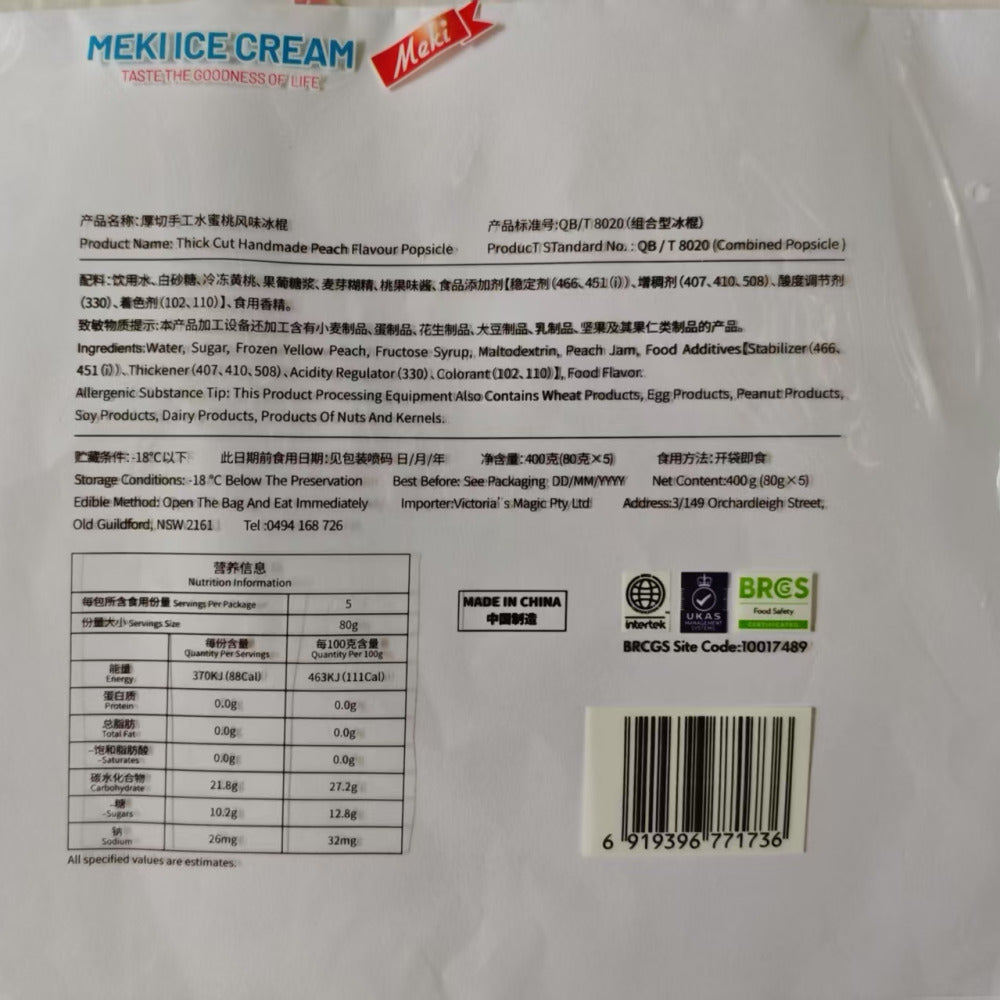 MEKI ICE CREAM
Meki
TASTE THE GOODNESS OF LIFE
产品名称:厚切手工水蜜桃风味冰棍
产品标准号:QB/T 8020(组合型冰棍)
Product Name: Thick Cut Handmade Peach Flavour Popsicle
ProducT STandard No. : QB / T 8020 (Combined Popsicle)
配料:饮用水、白砂糖、冷冻黄桃、果葡糖浆、麦芽糊精、桃果味酱、食品添加剂【稳定剂(466、451(i))、增稠剂(407、410、508)、酸度调节剂
(330)、着色剂(102、110)】、食用香精。
致敏物质提示:本产品加工设备还加工含有小麦制品、蛋制品、花生制品、大豆制品、乳制品、坚果及其果仁类制品的产品。
Ingredients:Water, Sugar, Frozen Yellow Peach, Fructose Syrup, Maltodextrin, Peach Jam, Food Additives【Stabilizer(466、
451(i))、Thickener(407、410、508)、Acidity Regulator(330)、Colorant(102、110)】, Food Flavor.
Allergenic Substance Tip: This Product Processing Equipment Also Contains Wheat Products, Egg Products, Peanut Products,
Soy Products, Dairy Products, Products Of Nuts And Kernels.
贮藏条件:-18℃以下 此日期前食用日期:见包装喷码 日/月/年 净含量:400克(80克×5) 食用方法:开袋即食
Storage Conditions: -18 ℃ Below The Preservation Best Before: See Packaging DD/MM/YYYY Net Content:400 g (80g×5)
Edible Method: Open The Bag And Eat Immediately Importer:Victoria's Magic Pty Ltd Address:3/149 Orchardleigh Street,
Old Guildford, NSW 2161 Tel :0494 168 726
营养信息
Nutrition Information
每包所含食用份量 Servings Per Package 5
份量大小 Servings Size 80g
每份含量 每100克含量
Quantity Per Servings Quantity Per 100g
能量
Energy 370KJ (88Cal) 463KJ (111Cal)
蛋白质
Protein 0.0g 0.0g
总脂肪
Total Fat 0.0g 0.0g
-饱和脂肪酸
-Saturates 0.0g 0.0g
碳水化合物
Carbohydrate 21.8g 27.2g
-糖
-Sugars 10.2g 12.8g
钠
Sodium 26mg 32mg
All specified values are estimates.
MADE IN CHINA
中国制造
intertek
UKAS
MANAGEMENT
SYSTEMS
BRCGS
Food Safety
CERTIFICATED
BRCGS Site Code:10017489
6 919396 771736